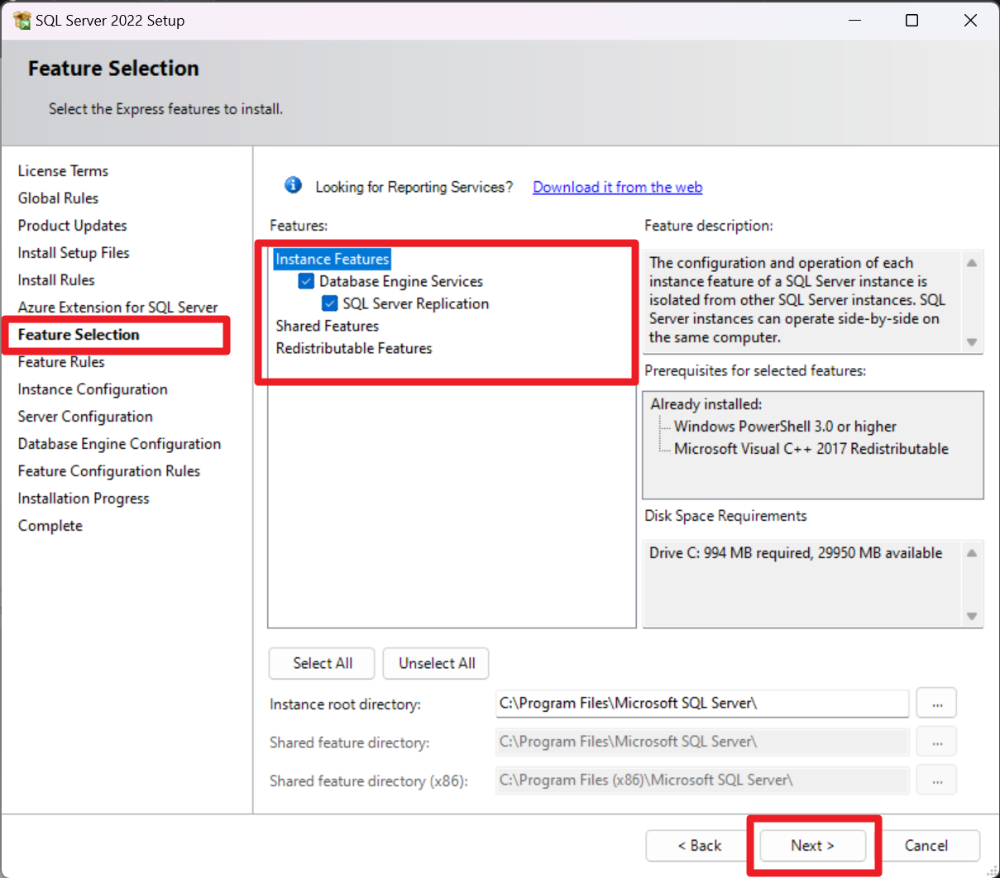 SQL Server 2022 Setup
Feature Selection
Select the Express features to install.
License Terms
Global Rules
Product Updates
Install Setup Files
Install Rules
Azure Extension for SQL Server
Feature Selection
Feature Rules
Instance Configuration
Server Configuration
Database Engine Configuration
Feature Configuration Rules
Installation Progress
Complete
Looking for Reporting Services? Download it from the web
Features:
Instance Features
Database Engine Services
SQL Server Replication
Shared Features
Redistributable Features
Feature description:
The configuration and operation of each
instance feature of a SQL Server instance is
isolated from other SQL Server instances. SQL
Server instances can operate side-by-side on
the same computer.
Prerequisites for selected features:
Already installed:
Windows PowerShell 3.0 or higher
Microsoft Visual C++ 2017 Redistributable
Disk Space Requirements
Drive C: 994 MB required, 29950 MB available
Select All Unselect All
Instance root directory: C:\Program Files\Microsoft SQL Server\ ...
Shared feature directory: C:\Program Files\Microsoft SQL Server\ ...
Shared feature directory (x86): C:\Program Files (x86)\Microsoft SQL Server\ ...
< Back Next > Cancel